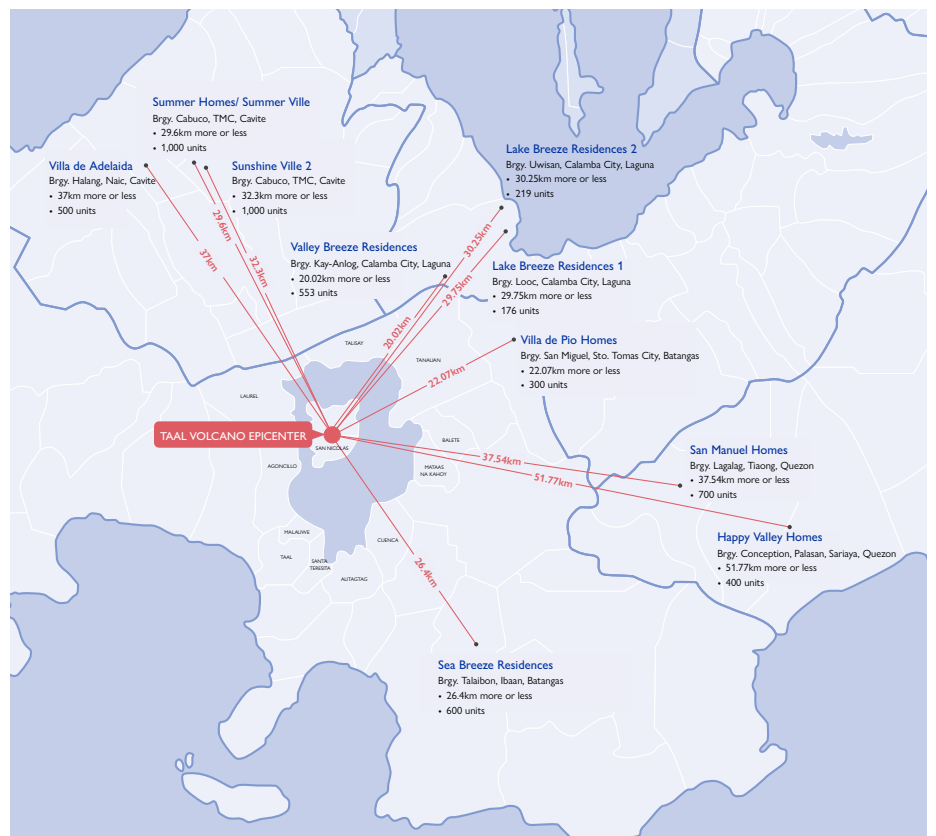 Summer Homes/ Summer Ville
Brgy. Cabuco, TMC, Cavite
• 29.6km more or less
• 1,000 units
Villa de Adelaida
Brgy. Halang, Naic, Cavite
• 37km more or less
• 500 units
Sunshine Ville 2
Brgy. Cabuco, TMC, Cavite
• 32.3km more or less
• 1,000 units
Lake Breeze Residences 2
Brgy. Uwisan, Calamba City, Laguna
• 30.25km more or less
• 219 units
Valley Breeze Residences
Brgy. Kay-Anlog, Calamba City, Laguna
• 20.02km more or less
• 553 units
Lake Breeze Residences 1
Brgy. Looc, Calamba City, Laguna
• 29.75km more or less
• 176 units
Villa de Pio Homes
Brgy. San Miguel, Sto. Tomas City, Batangas
• 22.07km more or less
• 300 units
29.6km
37km
32.3km
30.25km
29.75km
20.02km
22.07km
TALISAY
TANAUAN
LAUREL
TAAL VOLCANO EPICENTER
SAN NICOLAS
BALETE
AGONCILLO
MATAAS
NA KAHOY
37.54km
51.77km
San Manuel Homes
Brgy. Lagalag, Tiaong, Quezon
• 37.54km more or less
• 700 units
Happy Valley Homes
Brgy. Conception, Palasan, Sariaya, Quezon
• 51.77km more or less
• 400 units
MALAUWE
CUENCA
TAAL
SANTA
TERESITA
AUTAGTAG
26.4km
Sea Breeze Residences
Brgy. Talaibon, Ibaan, Batangas
• 26.4km more or less
• 600 units